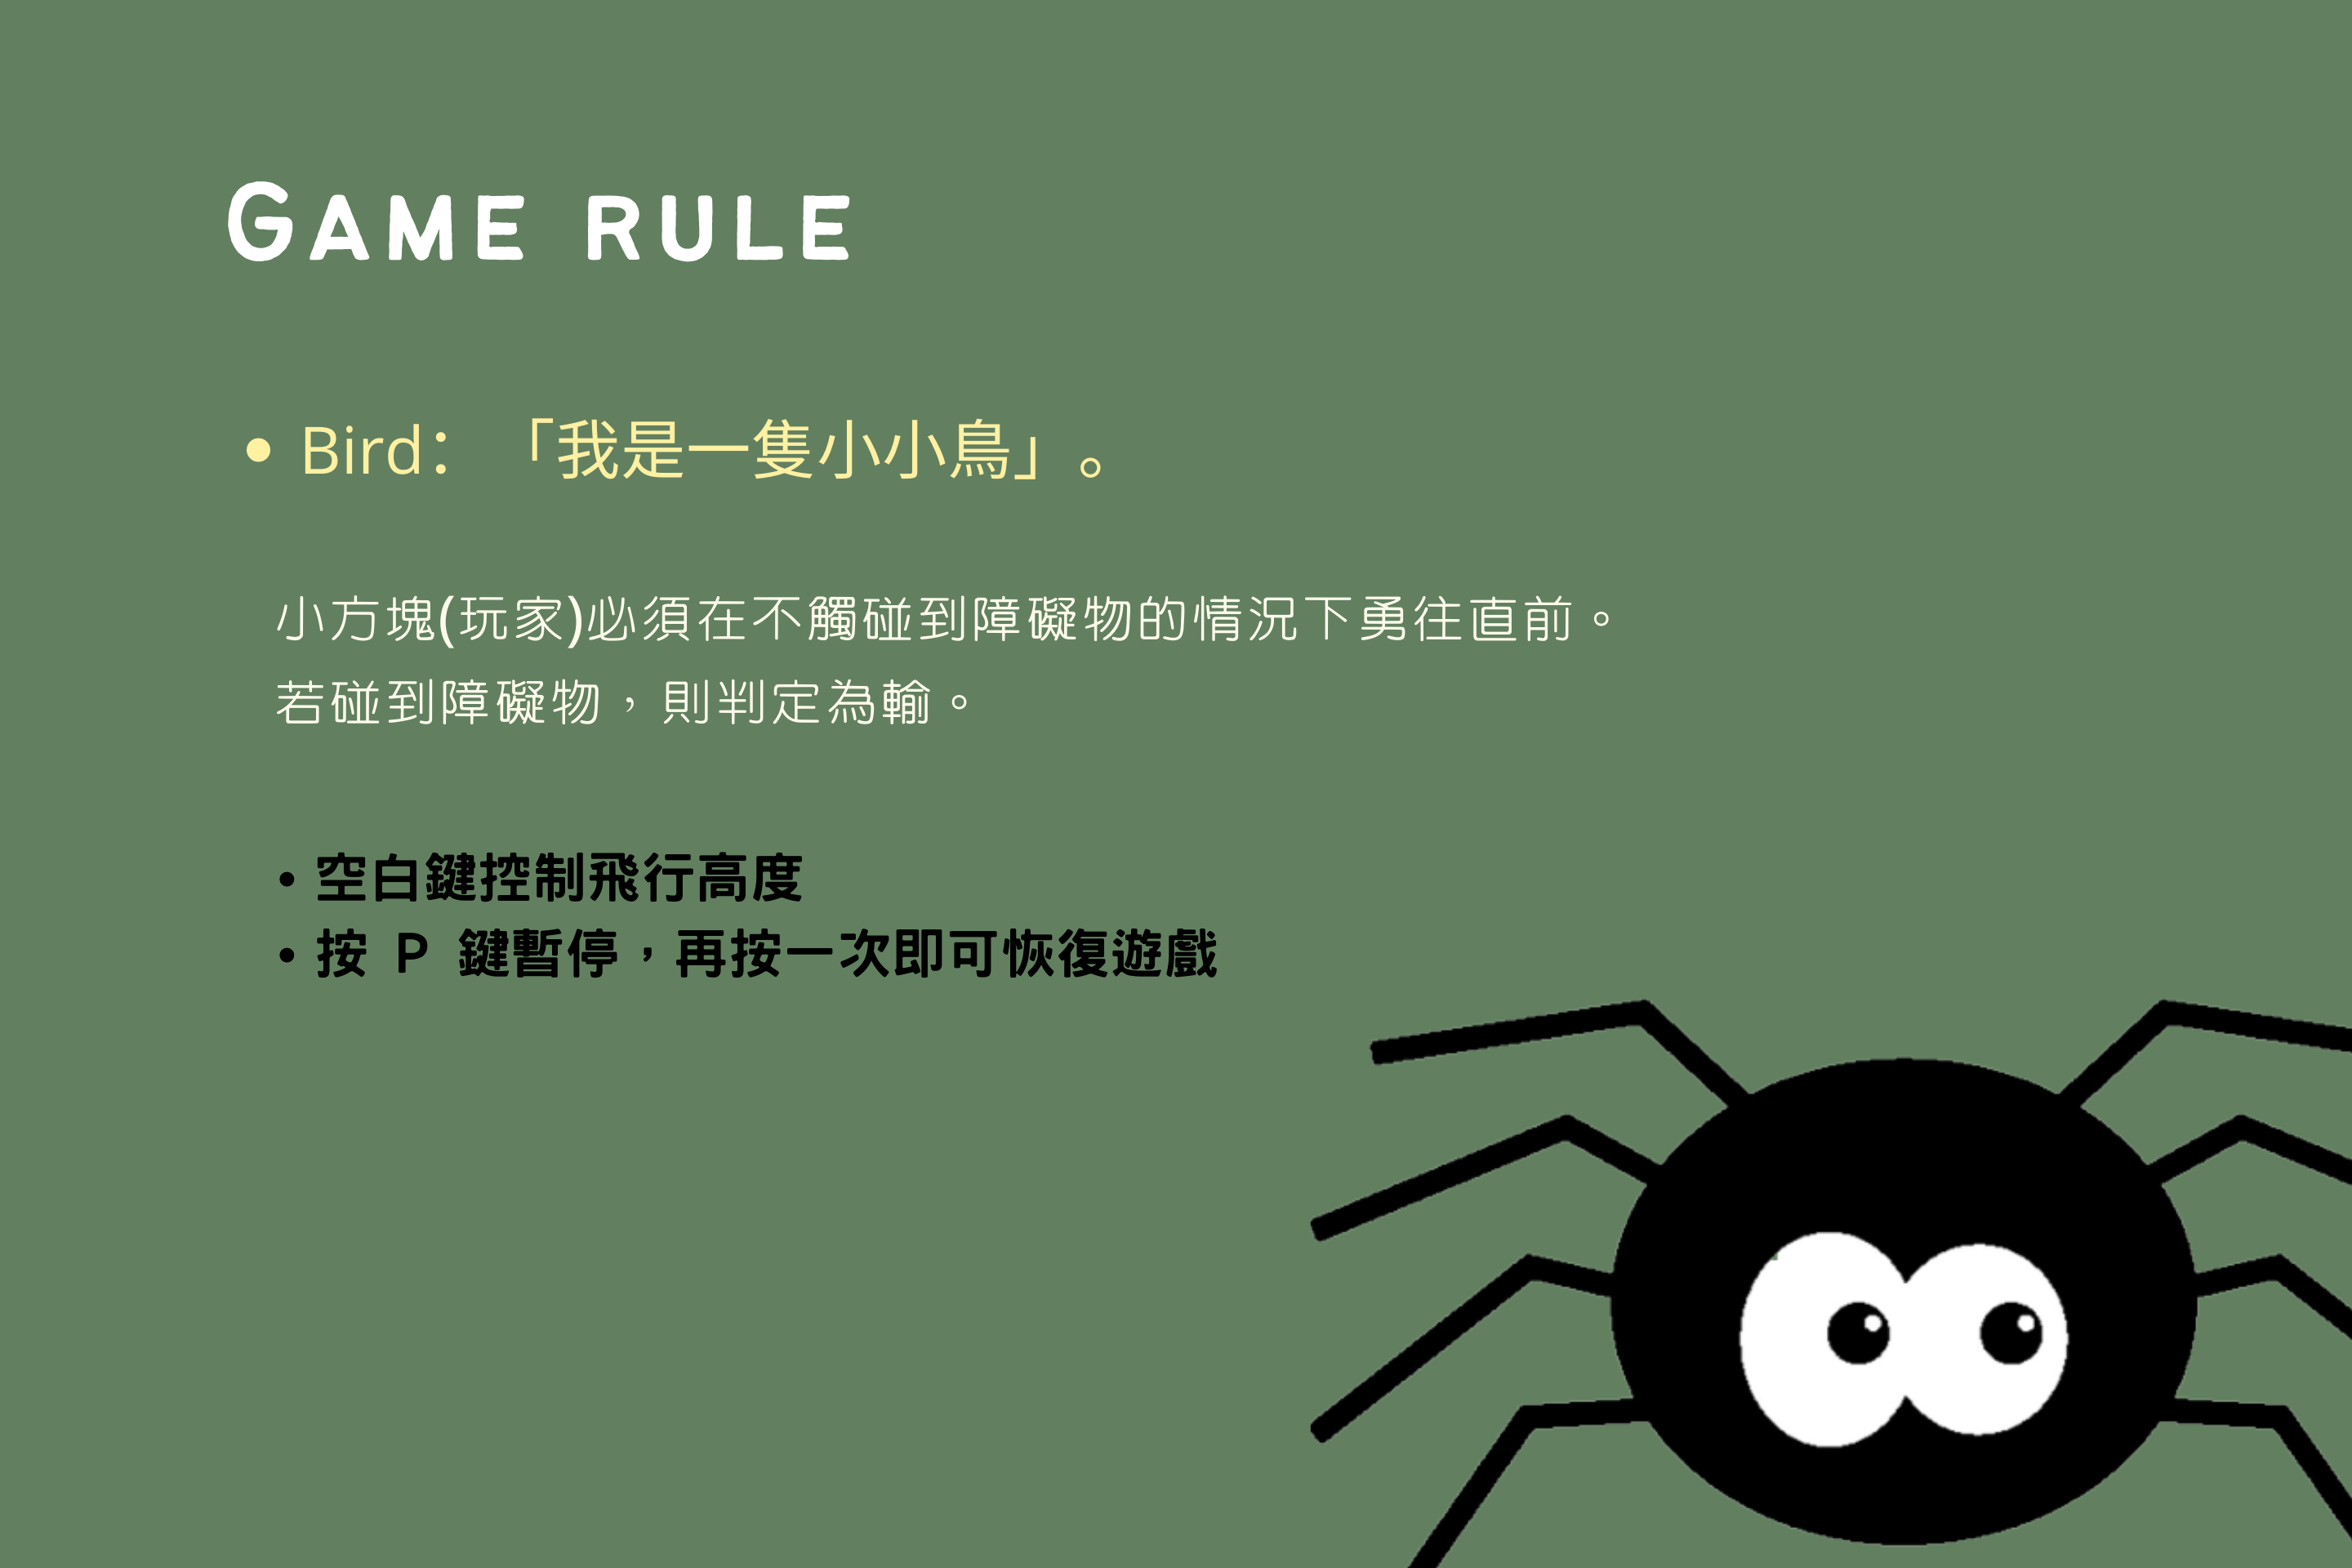 GAME RULE
• Bird：「我是一隻小小鳥」。
小方塊(玩家)必須在不觸碰到障礙物的情況下勇往直前。
若碰到障礙物，則判定為輸。
• 空白鍵控制飛行高度
• 按 P 鍵暫停，再按一次即可恢復遊戲